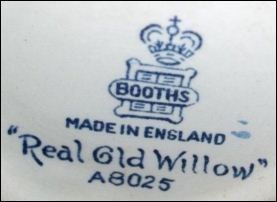 BOOTHS
MADE IN ENGLAND
"Real Old Willow"
A8025